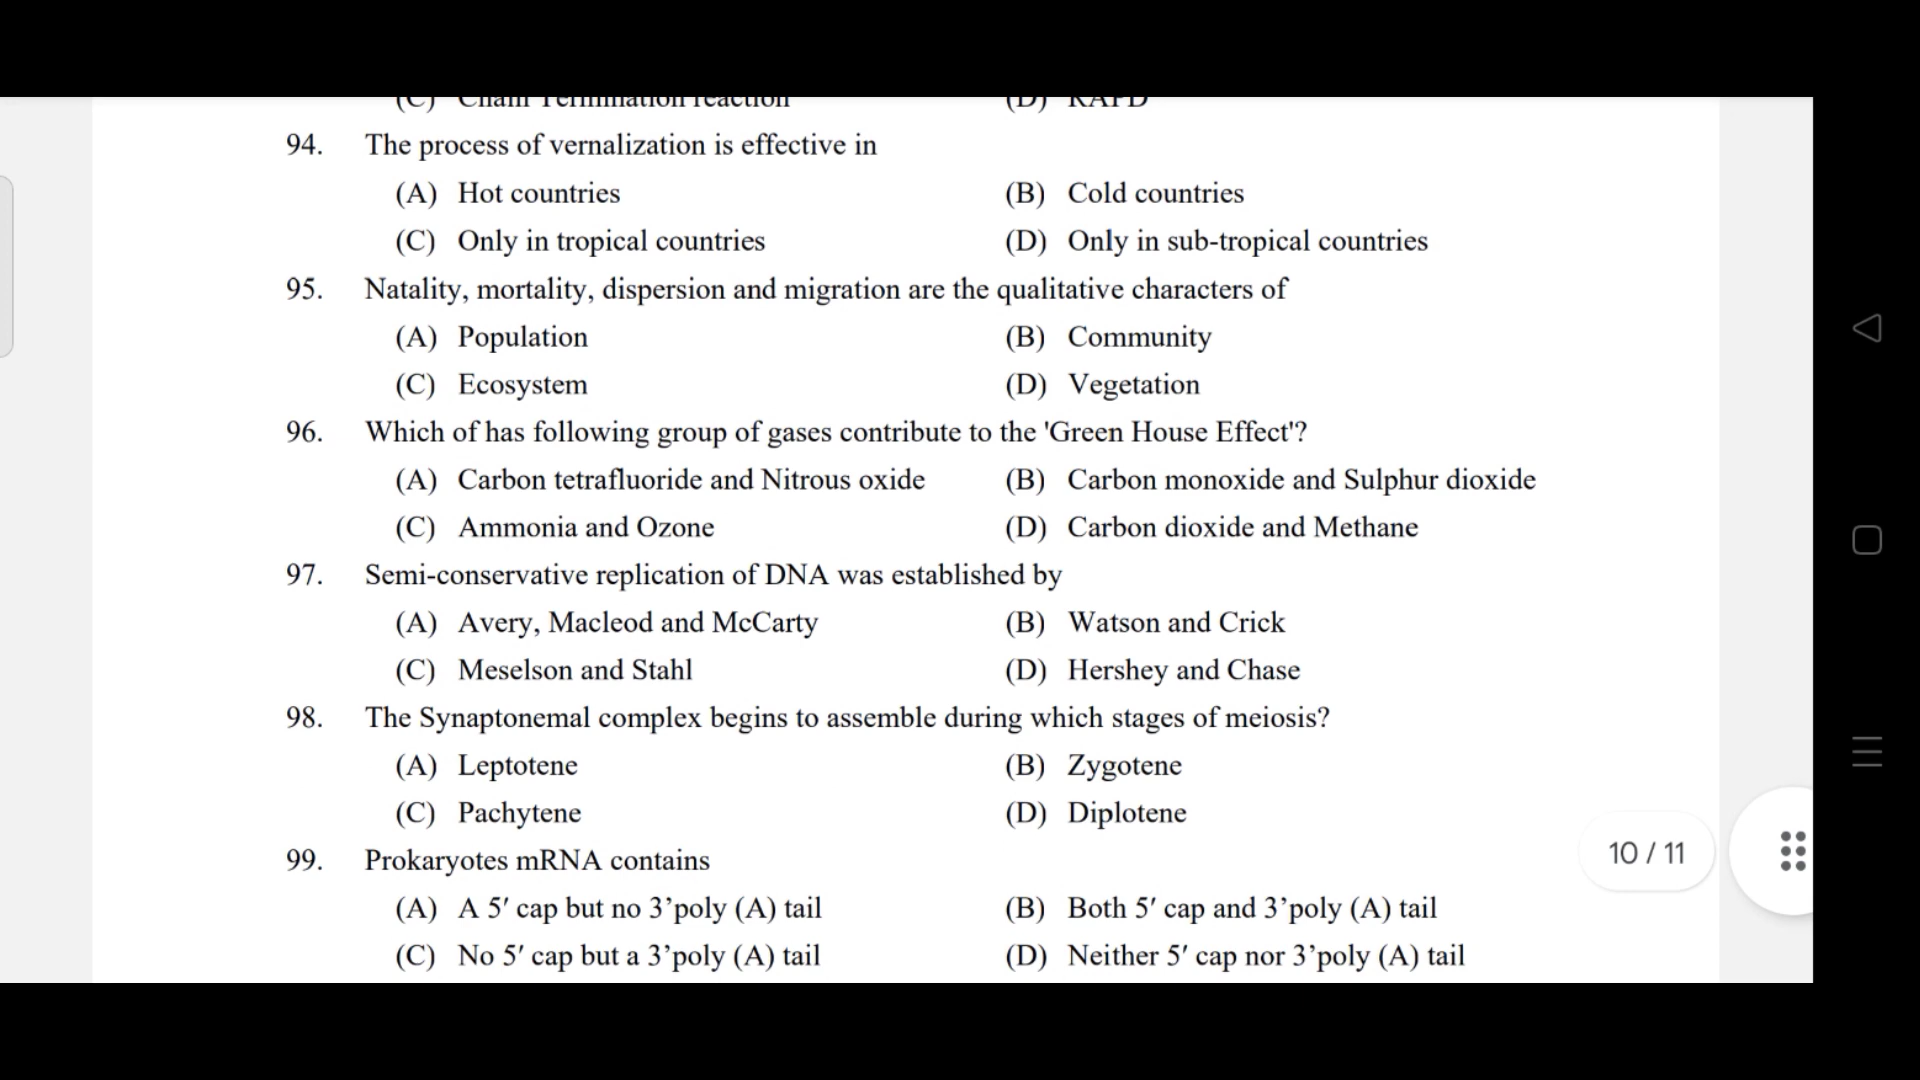 (C) Chain Termination reaction (D) RAPD
94. The process of vernalization is effective in
(A) Hot countries (B) Cold countries
(C) Only in tropical countries (D) Only in sub-tropical countries
95. Natality, mortality, dispersion and migration are the qualitative characters of
(A) Population (B) Community
(C) Ecosystem (D) Vegetation
96. Which of has following group of gases contribute to the 'Green House Effect'?
(A) Carbon tetrafluoride and Nitrous oxide (B) Carbon monoxide and Sulphur dioxide
(C) Ammonia and Ozone (D) Carbon dioxide and Methane
97. Semi-conservative replication of DNA was established by
(A) Avery, Macleod and McCarty (B) Watson and Crick
(C) Meselson and Stahl (D) Hershey and Chase
98. The Synaptonemal complex begins to assemble during which stages of meiosis?
(A) Leptotene (B) Zygotene
(C) Pachytene (D) Diplotene
10 / 11
99. Prokaryotes mRNA contains
(A) A 5′ cap but no 3’poly (A) tail (B) Both 5′ cap and 3’poly (A) tail
(C) No 5′ cap but a 3’poly (A) tail (D) Neither 5′ cap nor 3’poly (A) tail